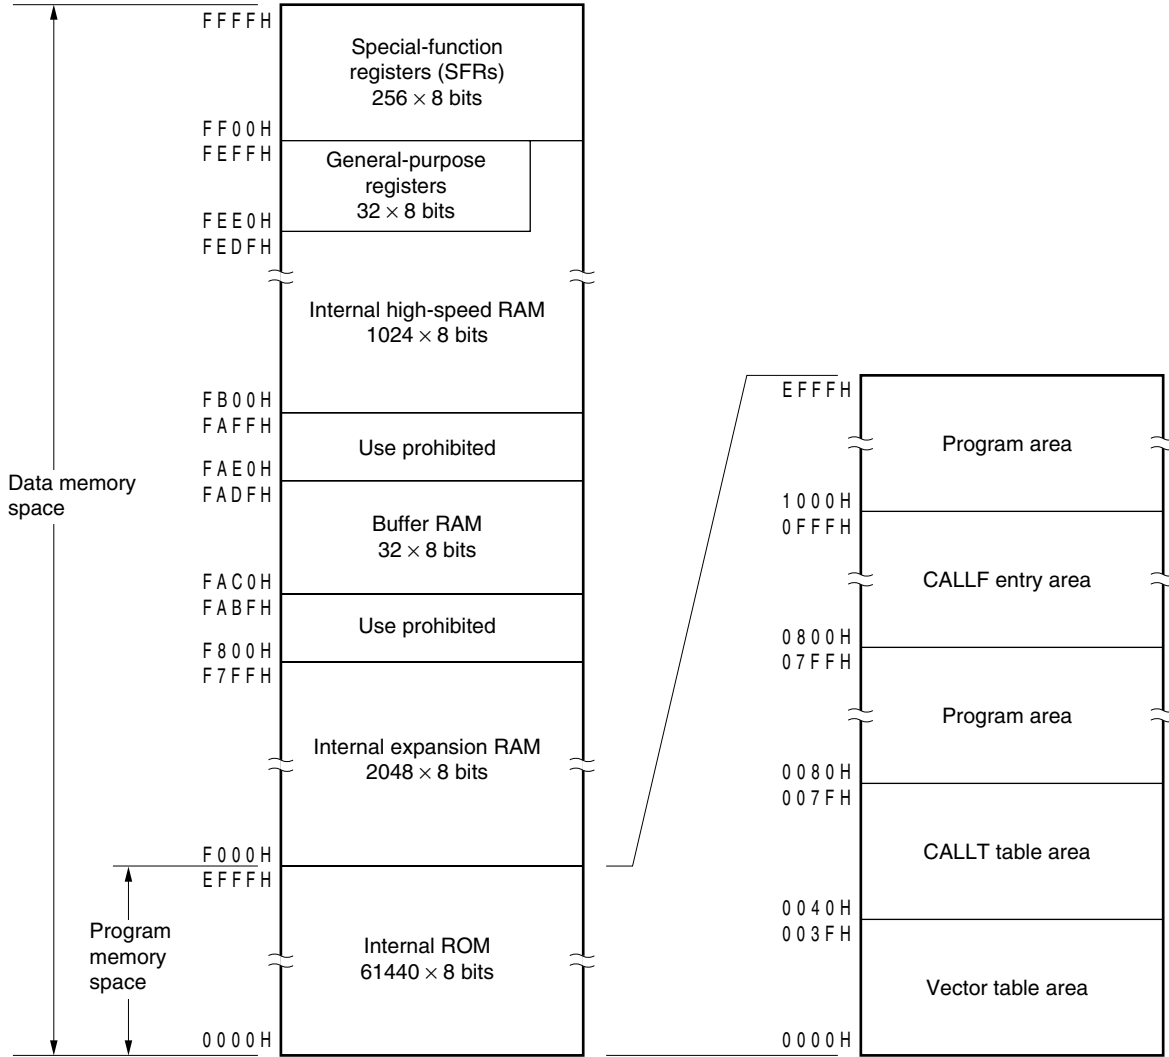 FFFFH
Special-function
registers (SFRs)
256 × 8 bits
FF00H
FEFFH
General-purpose
registers
32 × 8 bits
FEE0H
FEDFH
Internal high-speed RAM
1024 × 8 bits
FB00H
FAFFH
Use prohibited
FAE0H
FADFH
Data memory
space
Buffer RAM
32 × 8 bits
FAC0H
FABFH
Use prohibited
F800H
F7FFH
Internal expansion RAM
2048 × 8 bits
F000H
EFFFH
Program
memory
space
Internal ROM
61440 × 8 bits
0000H
EFFFH
Program area
1000H
0FFFH
CALLF entry area
0800H
07FFH
Program area
0080H
007FH
CALLT table area
0040H
003FH
Vector table area
0000H